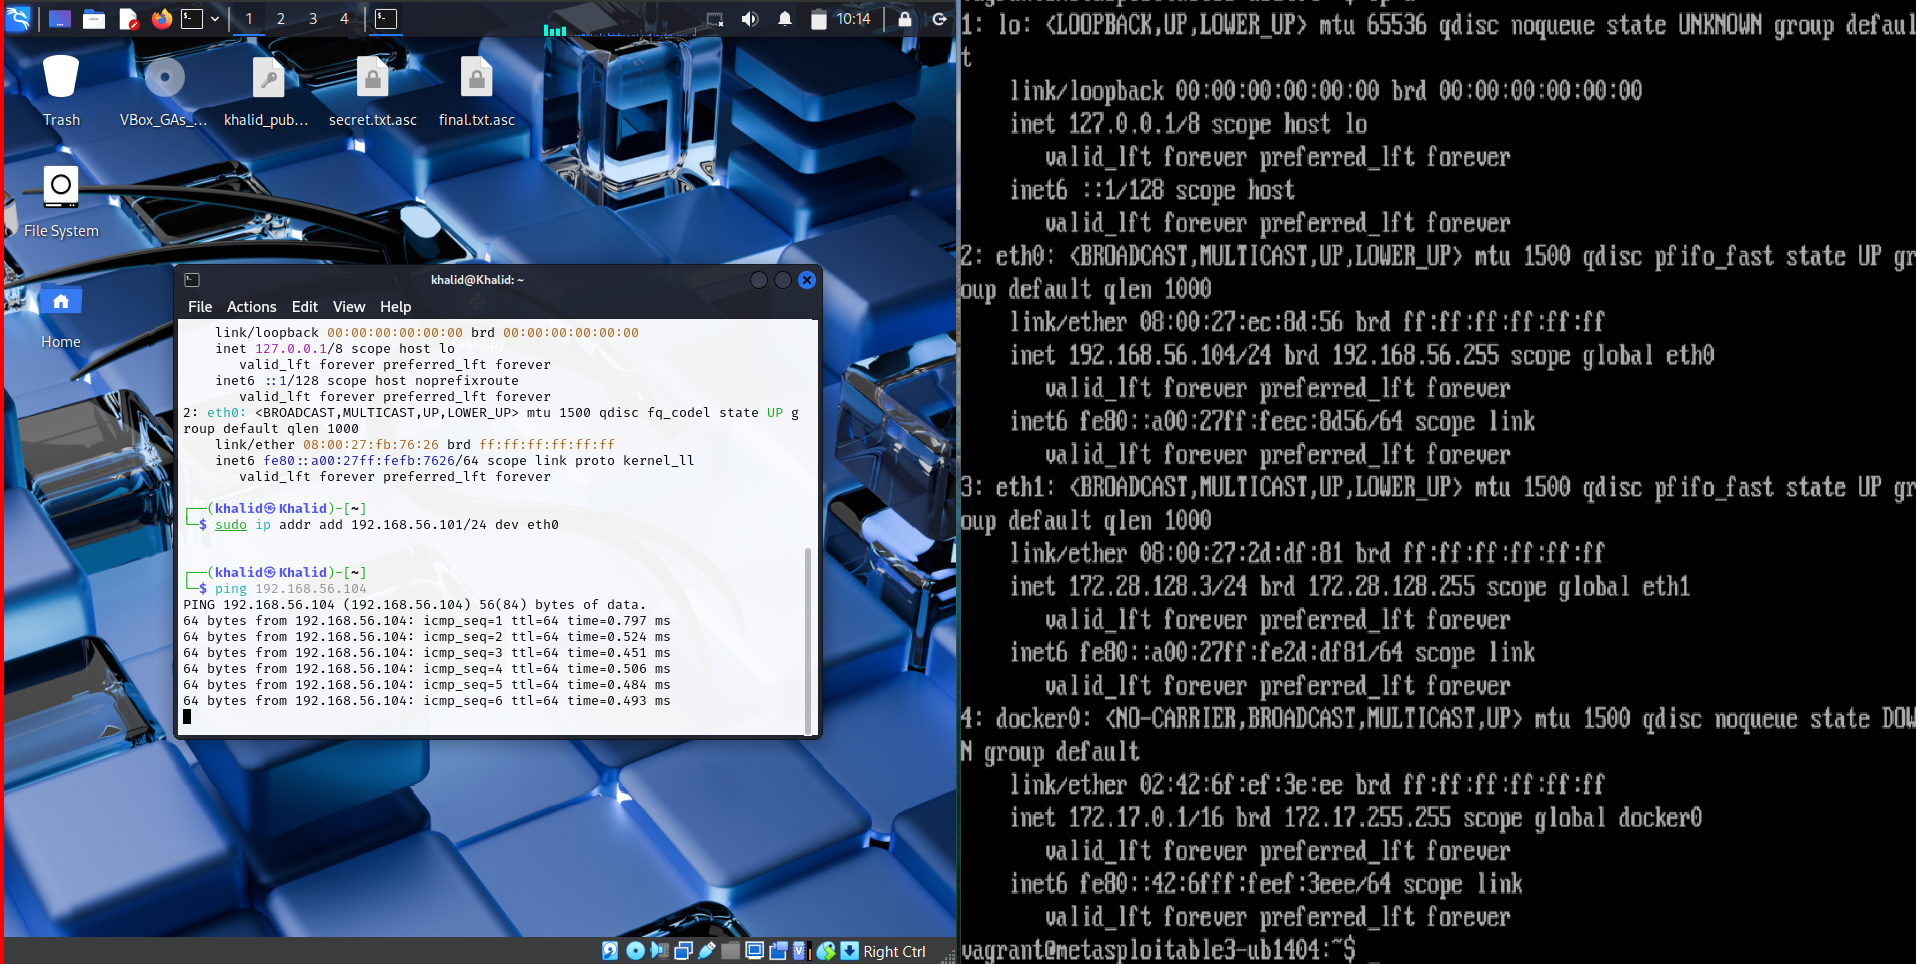 1 2 3 4
10:14
Trash
VBox_GAs_...
khalid_pub...
secret.txt.asc
final.txt.asc
File System
Home
khalid@Khalid: ~
File Actions Edit View Help
link/loopback 00:00:00:00:00:00 brd 00:00:00:00:00:00
inet 127.0.0.1/8 scope host lo
valid_lft forever preferred_lft forever
inet6 ::1/128 scope host noprefixroute
valid_lft forever preferred_lft forever
2: eth0: <BROADCAST,MULTICAST,UP,LOWER_UP> mtu 1500 qdisc fq_codel state UP g
roup default qlen 1000
link/ether 08:00:27:fb:76:26 brd ff:ff:ff:ff:ff:ff
inet6 fe80::a00:27ff:fefb:7626/64 scope link proto kernel_ll
valid_lft forever preferred_lft forever
┌──(khalid㉿Khalid)-[~]
└─$ sudo ip addr add 192.168.56.101/24 dev eth0
┌──(khalid㉿Khalid)-[~]
└─$ ping 192.168.56.104
PING 192.168.56.104 (192.168.56.104) 56(84) bytes of data.
64 bytes from 192.168.56.104: icmp_seq=1 ttl=64 time=0.797 ms
64 bytes from 192.168.56.104: icmp_seq=2 ttl=64 time=0.524 ms
64 bytes from 192.168.56.104: icmp_seq=3 ttl=64 time=0.451 ms
64 bytes from 192.168.56.104: icmp_seq=4 ttl=64 time=0.506 ms
64 bytes from 192.168.56.104: icmp_seq=5 ttl=64 time=0.484 ms
64 bytes from 192.168.56.104: icmp_seq=6 ttl=64 time=0.493 ms
Right Ctrl
1: lo: <LOOPBACK,UP,LOWER_UP> mtu 65536 qdisc noqueue state UNKNOWN group defaul
t
link/loopback 00:00:00:00:00:00 brd 00:00:00:00:00:00
inet 127.0.0.1/8 scope host lo
valid_lft forever preferred_lft forever
inet6 ::1/128 scope host
valid_lft forever preferred_lft forever
2: eth0: <BROADCAST,MULTICAST,UP,LOWER_UP> mtu 1500 qdisc pfifo_fast state UP gr
oup default qlen 1000
link/ether 08:00:27:ec:8d:56 brd ff:ff:ff:ff:ff:ff
inet 192.168.56.104/24 brd 192.168.56.255 scope global eth0
valid_lft forever preferred_lft forever
inet6 fe80::a00:27ff:feec:8d56/64 scope link
valid_lft forever preferred_lft forever
3: eth1: <BROADCAST,MULTICAST,UP,LOWER_UP> mtu 1500 qdisc pfifo_fast state UP gr
oup default qlen 1000
link/ether 08:00:27:2d:df:81 brd ff:ff:ff:ff:ff:ff
inet 172.28.128.3/24 brd 172.28.128.255 scope global eth1
valid_lft forever preferred_lft forever
inet6 fe80::a00:27ff:fe2d:df81/64 scope link
valid_lft forever preferred_lft forever
4: docker0: <NO-CARRIER,BROADCAST,MULTICAST,UP> mtu 1500 qdisc noqueue state DOW
N group default
link/ether 02:42:6f:ef:3e:ee brd ff:ff:ff:ff:ff:ff
inet 172.17.0.1/16 brd 172.17.255.255 scope global docker0
valid_lft forever preferred_lft forever
inet6 fe80::42:6fff:feef:3eee/64 scope link
valid_lft forever preferred_lft forever
vagrant@metasploitable3-ub1404:~$ _